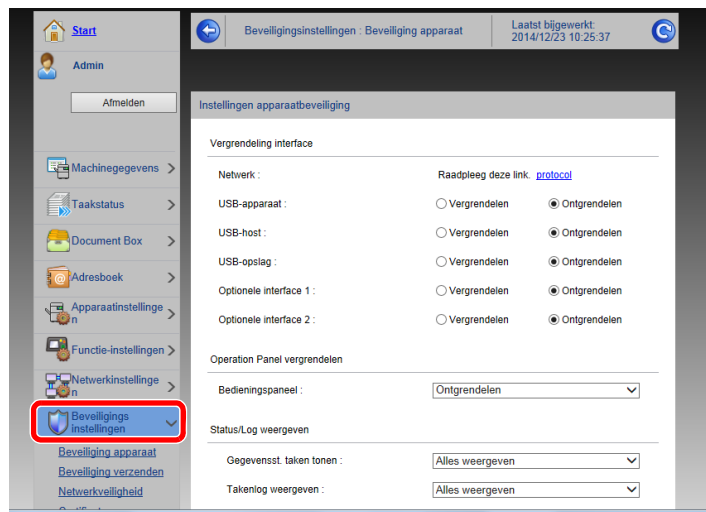 Start
Admin
Afmelden
Machinegegevens
Taakstatus
Document Box
Adresboek
Apparaatinstellinge
n
Functie-instellingen
Netwerkinstellinge
n
Beveiligings
instellingen
Beveiliging apparaat
Beveiliging verzenden
Netwerkveiligheid
Beveiligingsinstellingen : Beveiliging apparaat
Laatst bijgewerkt:
2014/12/23 10:25:37
Instellingen apparaatbeveiliging
Vergrendeling interface
Netwerk : Raadpleeg deze link. protocol
USB-apparaat : Vergrendelen Ontgrendelen
USB-host : Vergrendelen Ontgrendelen
USB-opslag : Vergrendelen Ontgrendelen
Optionele interface 1 : Vergrendelen Ontgrendelen
Optionele interface 2 : Vergrendelen Ontgrendelen
Operation Panel vergrendelen
Bedieningspaneel : Ontgrendelen
Status/Log weergeven
Gegevensst. taken tonen : Alles weergeven
Takenlog weergeven : Alles weergeven